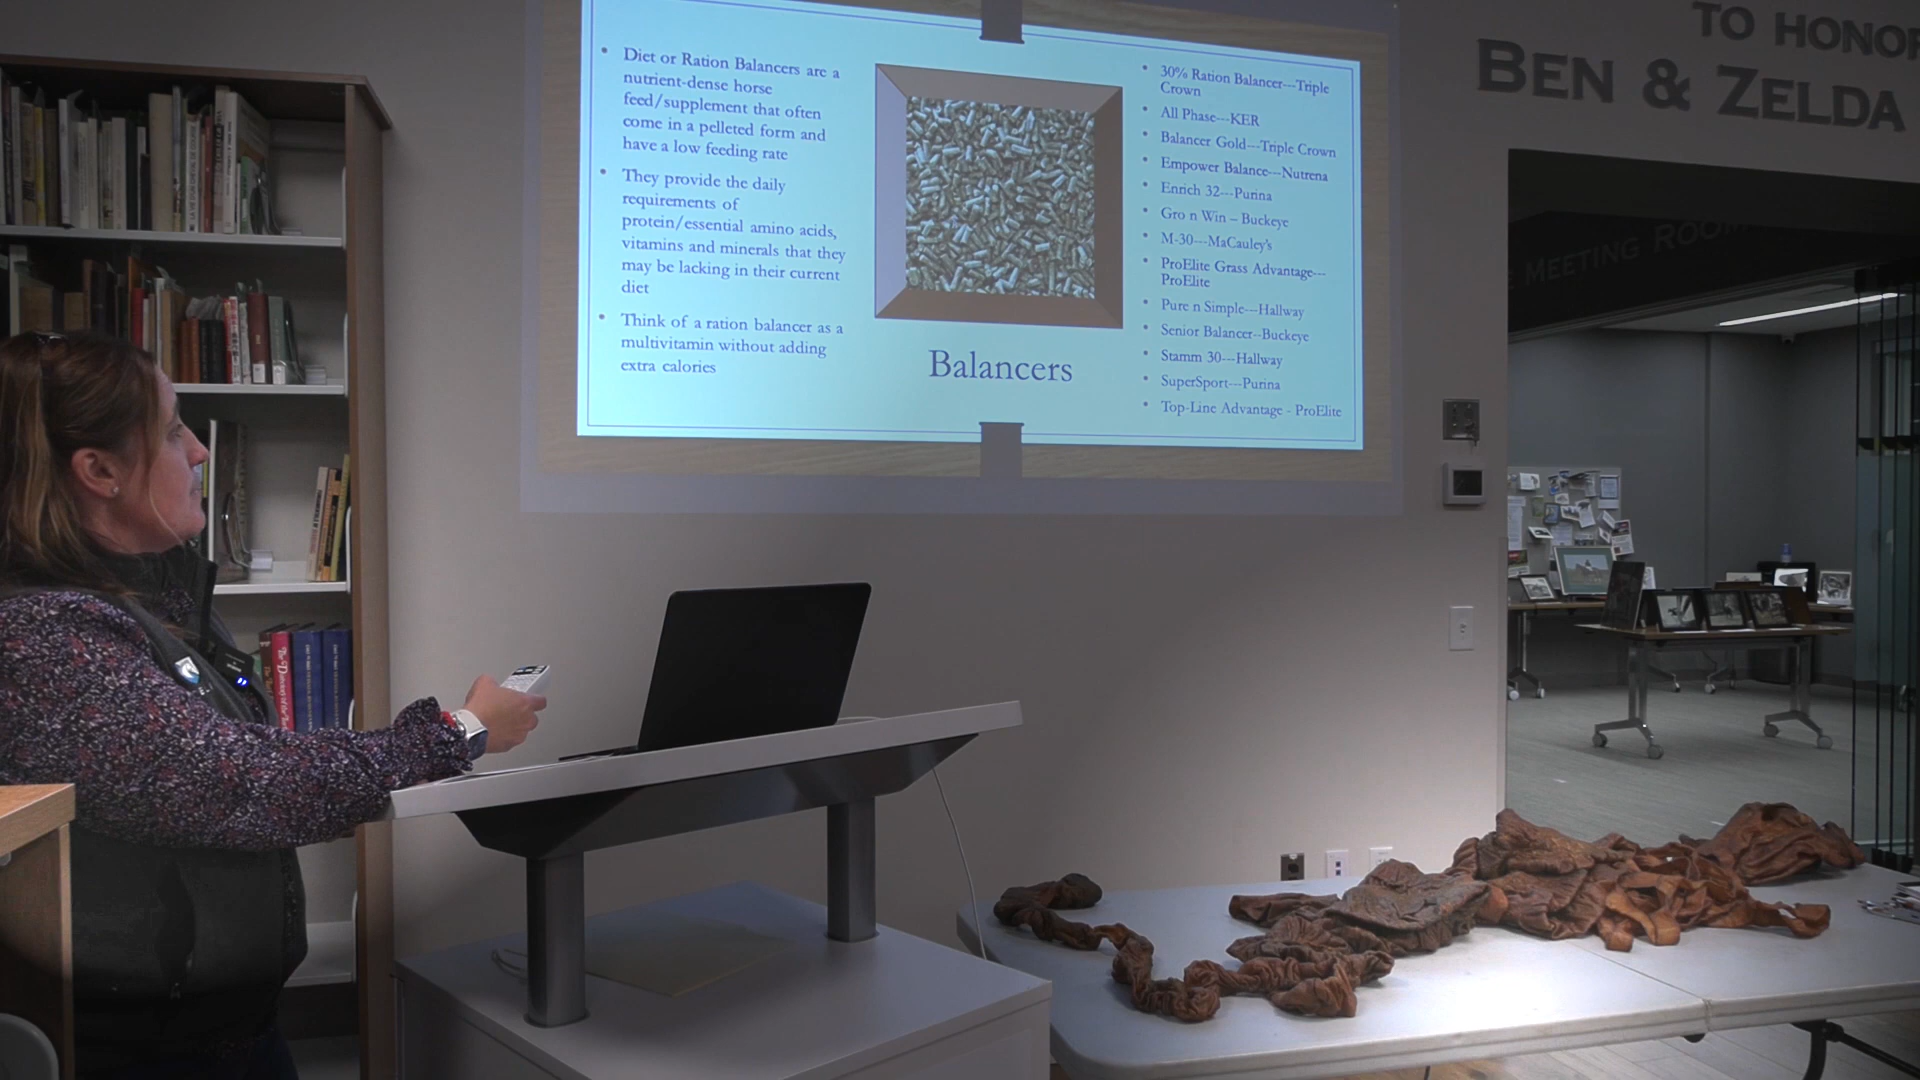 TO HONOR
BEN & ZELDA
• Diet or Ration Balancers are a
nutrient-dense horse
feed/supplement that often
come in a pelleted form and
have a low feeding rate
• They provide the daily
requirements of
protein/essential amino acids,
vitamins and minerals that they
may be lacking in their current
diet
• Think of a ration balancer as a
multivitamin without adding
extra calories
Balancers
• 30% Ration Balancer---Triple
Crown
• All Phase---KER
• Balancer Gold---Triple Crown
• Empower Balance---Nutrena
• Enrich 32---Purina
• Gro n Win – Buckeye
• M-30---MaCauley's
• ProElite Grass Advantage---
ProElite
• Pure n Simple---Hallway
• Senior Balancer--Buckeye
• Stamm 30---Hallway
• SuperSport---Purina
• Top-Line Advantage - ProElite
MEETING ROOM